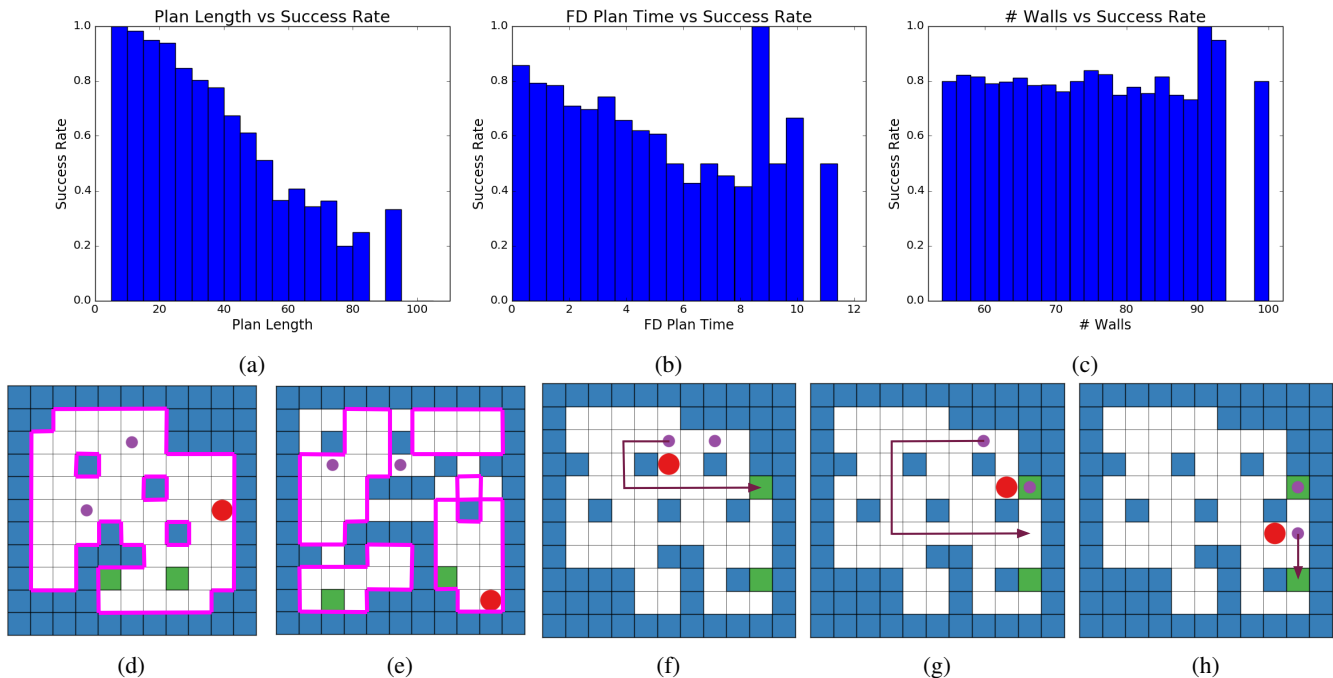 Plan Length vs Success Rate
1.0
0.8
0.6
0.4
0.2
0.0
Success Rate
0 20 40 60 80 100
Plan Length
(a)
FD Plan Time vs Success Rate
1.0
0.8
0.6
0.4
0.2
0.0
Success Rate
0 2 4 6 8 10 12
FD Plan Time
(b)
# Walls vs Success Rate
1.0
0.8
0.6
0.4
0.2
0.0
Success Rate
60 70 80 90 100
# Walls
(c)
(d) (e) (f) (g) (h)